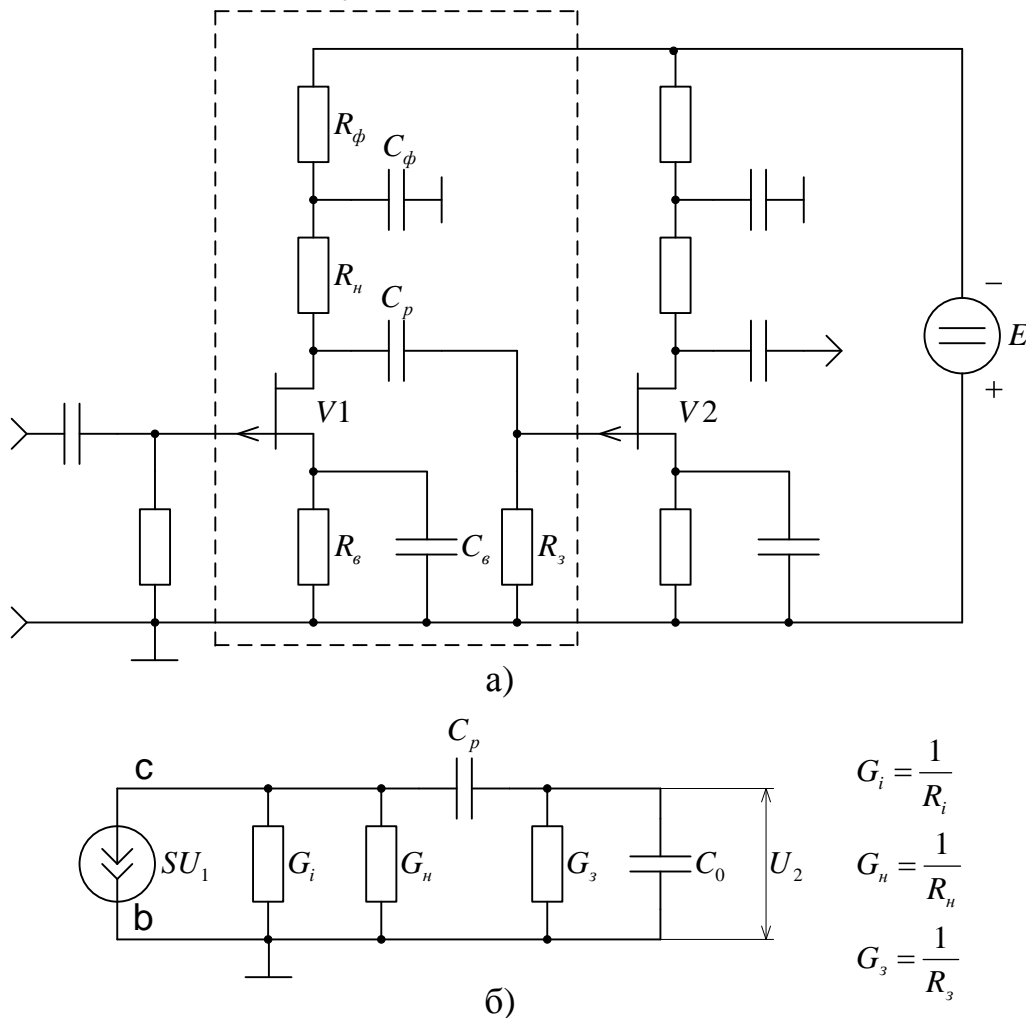 R_ф
C_ф
R_н
C_р
V1
V2
−
E
+
R_в
C_в
R_з
а)
c
C_р
SU_1
G_i
G_н
G_з
C_0
U_2
b
G_i = 1/R_i
G_н = 1/R_н
G_з = 1/R_з
б)